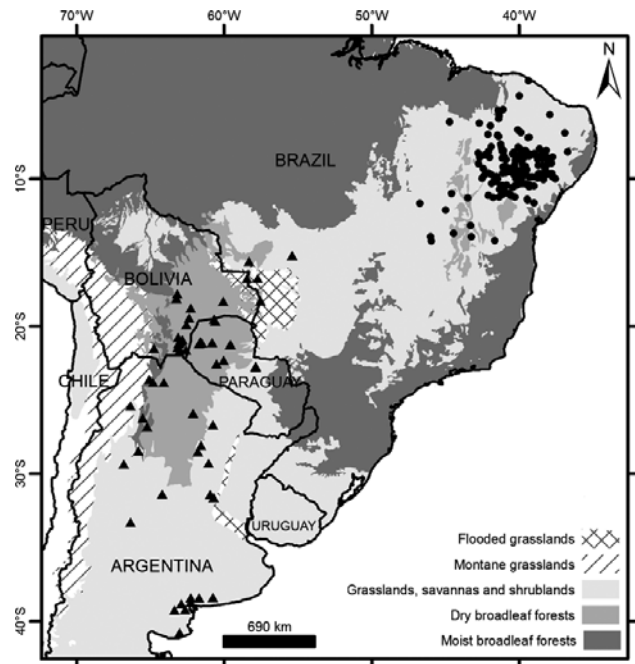 70°W 60°W 50°W 40°W
N
BRAZIL
10°S
PERU
BOLIVIA
20°S
CHILE
PARAGUAY
30°S
URUGUAY
ARGENTINA
40°S
690 km
Flooded grasslands
Montane grasslands
Grasslands, savannas and shrublands
Dry broadleaf forests
Moist broadleaf forests